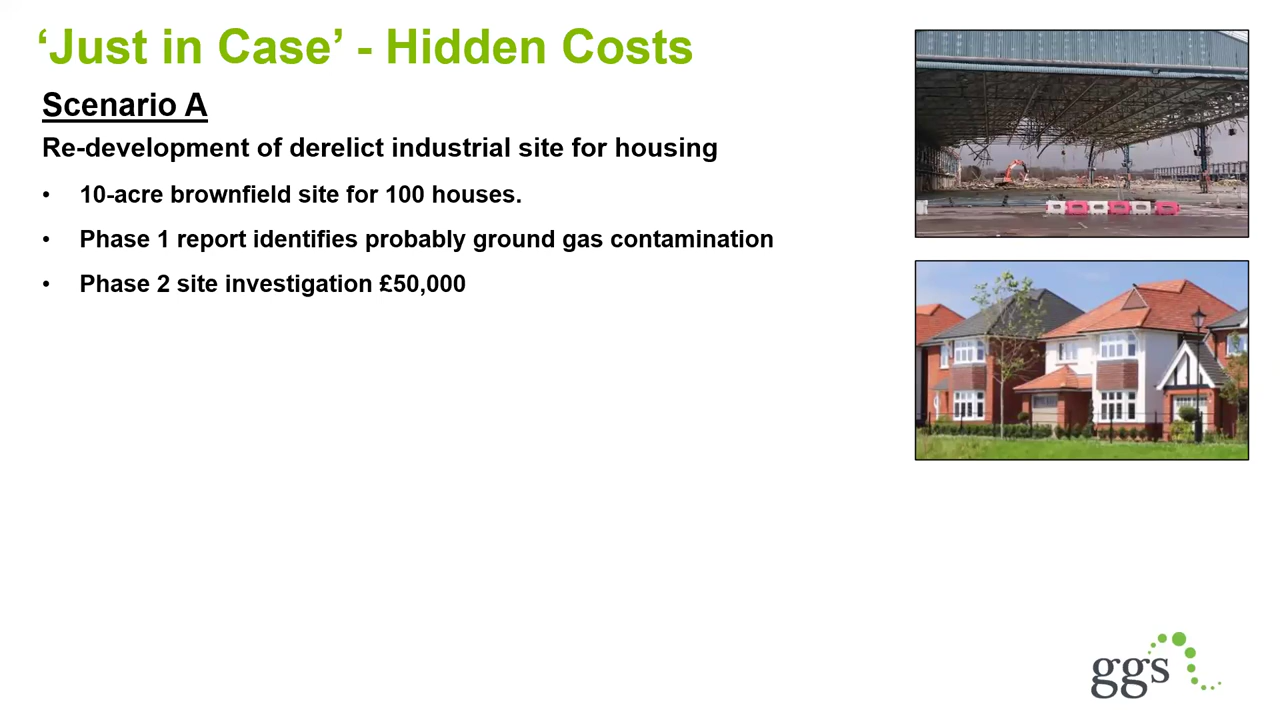 ‘Just in Case’ - Hidden Costs
Scenario A
Re-development of derelict industrial site for housing
• 10-acre brownfield site for 100 houses.
• Phase 1 report identifies probably ground gas contamination
• Phase 2 site investigation £50,000
ggs